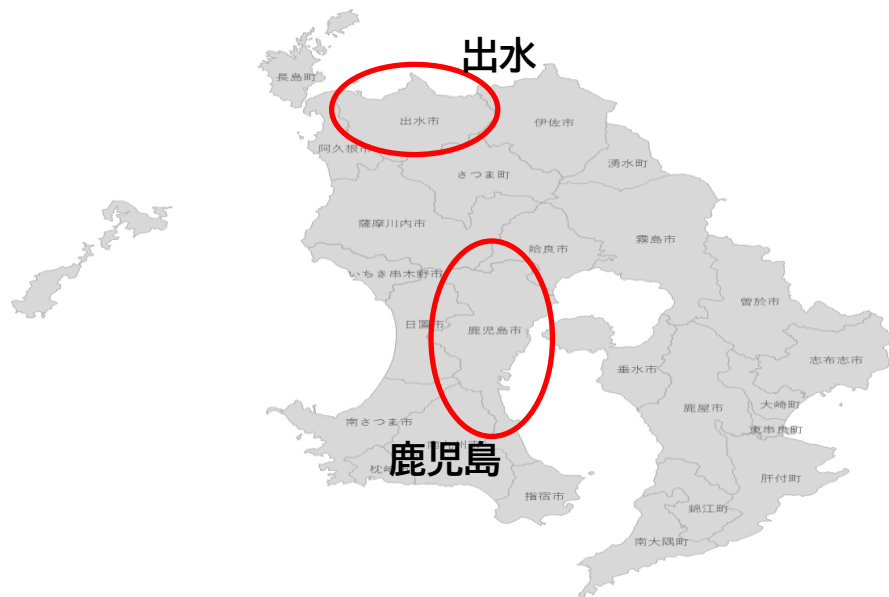 出水
長島町
出水市
伊佐市
阿久根市
湧水町
さつま町
薩摩川内市
霧島市
姶良市
いちき串木野市
曽於市
日置市
鹿児島市
志布志市
垂水市
大崎町
鹿屋市
南さつま市
東串良町
鹿児島
肝付町
指宿市
錦江町
南大隅町